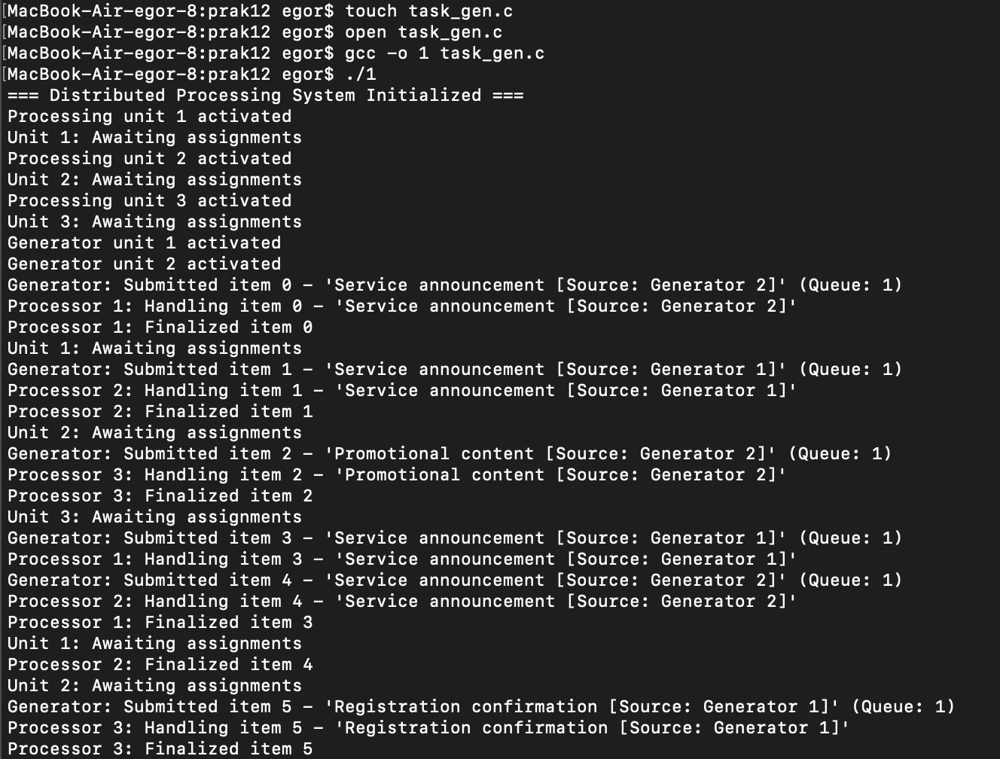 [MacBook-Air-egor-8:prak12 egor$ touch task_gen.c
[MacBook-Air-egor-8:prak12 egor$ open task_gen.c
[MacBook-Air-egor-8:prak12 egor$ gcc -o 1 task_gen.c
[MacBook-Air-egor-8:prak12 egor$ ./1
=== Distributed Processing System Initialized ===
Processing unit 1 activated
Unit 1: Awaiting assignments
Processing unit 2 activated
Unit 2: Awaiting assignments
Processing unit 3 activated
Unit 3: Awaiting assignments
Generator unit 1 activated
Generator unit 2 activated
Generator: Submitted item 0 – 'Service announcement [Source: Generator 2]' (Queue: 1)
Processor 1: Handling item 0 – 'Service announcement [Source: Generator 2]'
Processor 1: Finalized item 0
Unit 1: Awaiting assignments
Generator: Submitted item 1 – 'Service announcement [Source: Generator 1]' (Queue: 1)
Processor 2: Handling item 1 – 'Service announcement [Source: Generator 1]'
Processor 2: Finalized item 1
Unit 2: Awaiting assignments
Generator: Submitted item 2 – 'Promotional content [Source: Generator 2]' (Queue: 1)
Processor 3: Handling item 2 – 'Promotional content [Source: Generator 2]'
Processor 3: Finalized item 2
Unit 3: Awaiting assignments
Generator: Submitted item 3 – 'Service announcement [Source: Generator 1]' (Queue: 1)
Processor 1: Handling item 3 – 'Service announcement [Source: Generator 1]'
Generator: Submitted item 4 – 'Service announcement [Source: Generator 2]' (Queue: 1)
Processor 2: Handling item 4 – 'Service announcement [Source: Generator 2]'
Processor 1: Finalized item 3
Unit 1: Awaiting assignments
Processor 2: Finalized item 4
Unit 2: Awaiting assignments
Generator: Submitted item 5 – 'Registration confirmation [Source: Generator 1]' (Queue: 1)
Processor 3: Handling item 5 – 'Registration confirmation [Source: Generator 1]'
Processor 3: Finalized item 5